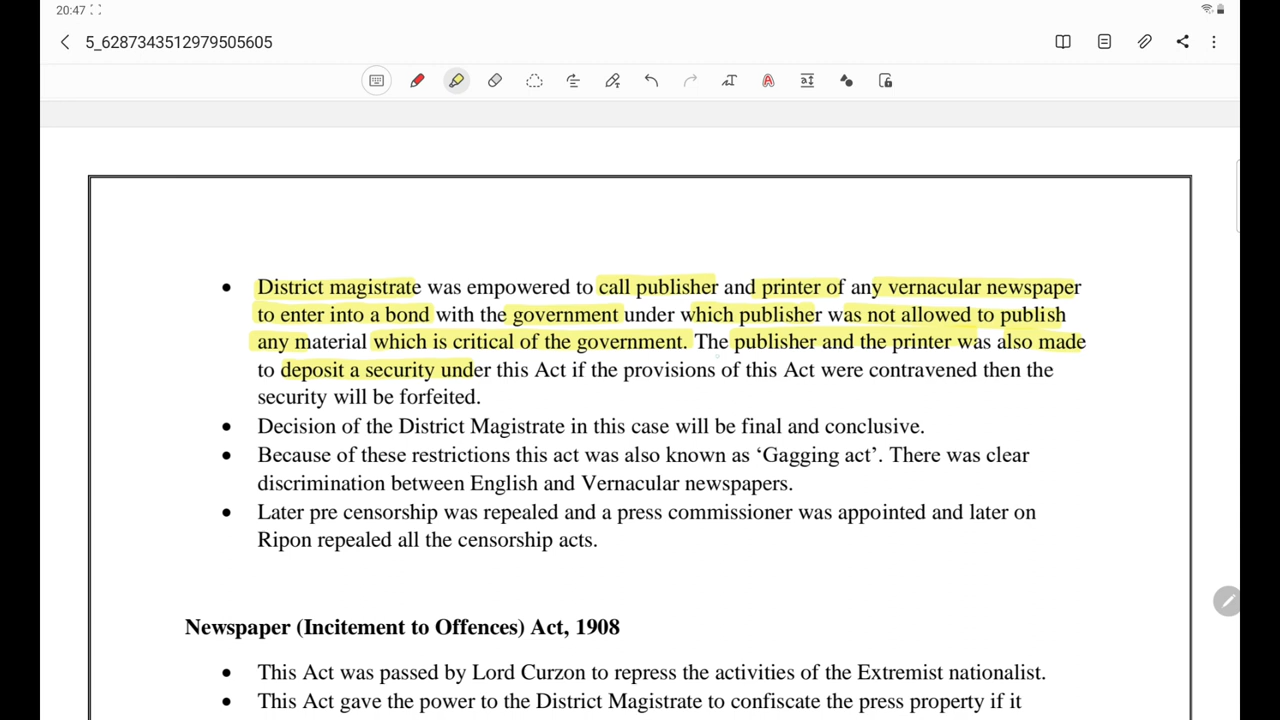 20:47
5_6287343512979505605
• District magistrate was empowered to call publisher and printer of any vernacular newspaper
to enter into a bond with the government under which publisher was not allowed to publish
any material which is critical of the government. The publisher and the printer was also made
to deposit a security under this Act if the provisions of this Act were contravened then the
security will be forfeited.
• Decision of the District Magistrate in this case will be final and conclusive.
• Because of these restrictions this act was also known as ‘Gagging act’. There was clear
discrimination between English and Vernacular newspapers.
• Later pre censorship was repealed and a press commissioner was appointed and later on
Ripon repealed all the censorship acts.
Newspaper (Incitement to Offences) Act, 1908
• This Act was passed by Lord Curzon to repress the activities of the Extremist nationalist.
• This Act gave the power to the District Magistrate to confiscate the press property if it